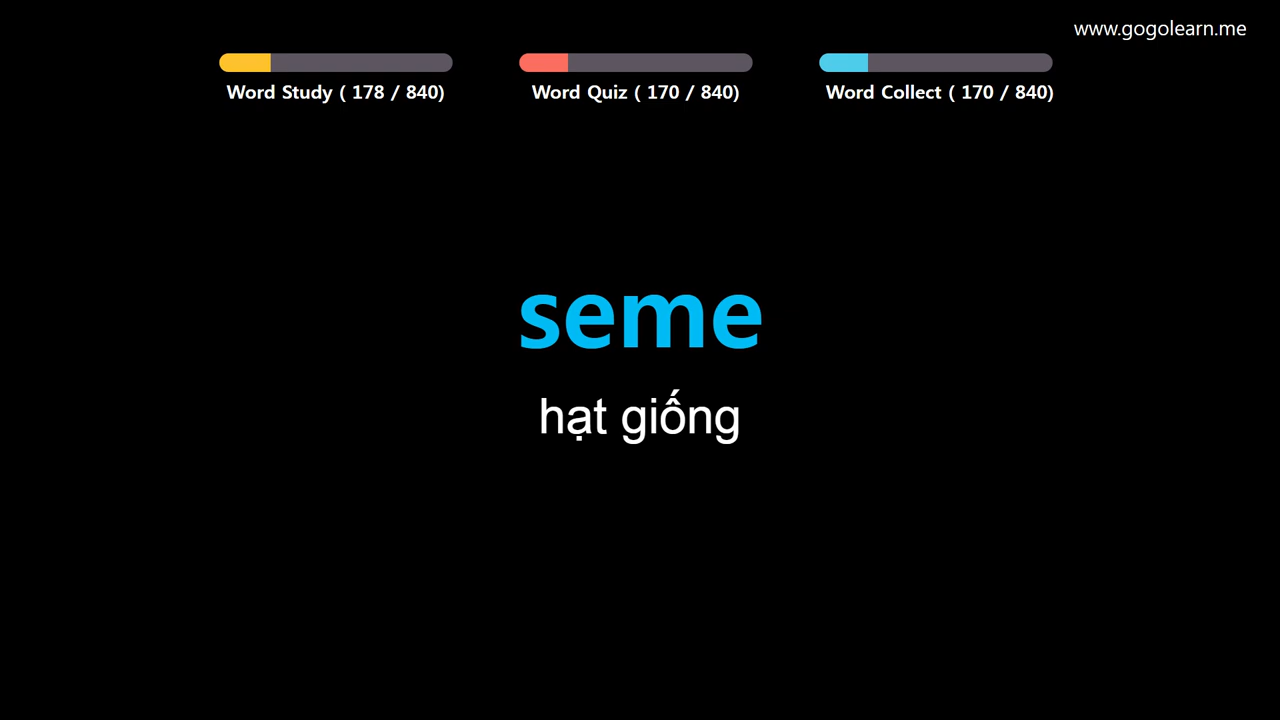 www.gogolearn.me
Word Study ( 178 / 840)
Word Quiz ( 170 / 840)
Word Collect ( 170 / 840)
seme
hạt giống